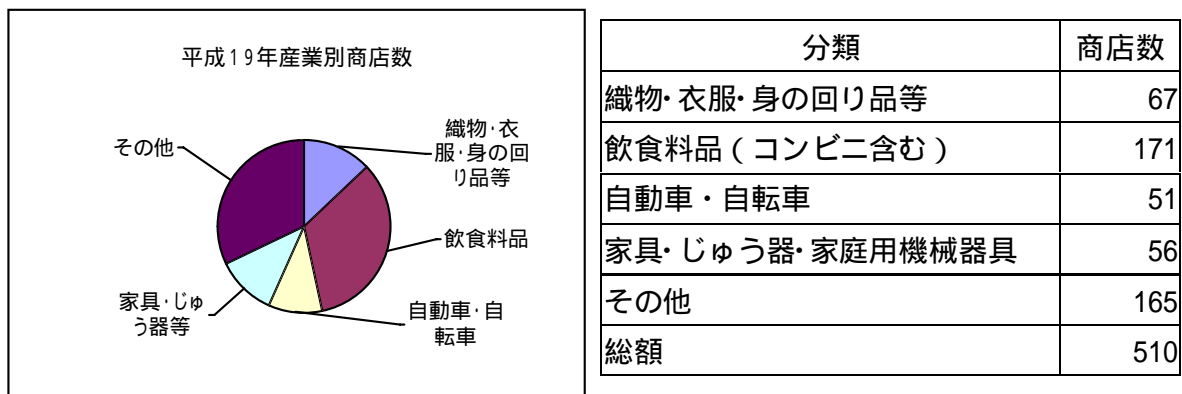 平成19年産業別商店数
織物・衣
服・身の回
り品等
飲食料品
自動車・自
転車
家具・じゅ
う器等
その他
分類 商店数
織物・衣服・身の回り品等 67
飲食料品(コンビニ含む) 171
自動車・自転車 51
家具・じゅう器・家庭用機械器具 56
その他 165
総額 510